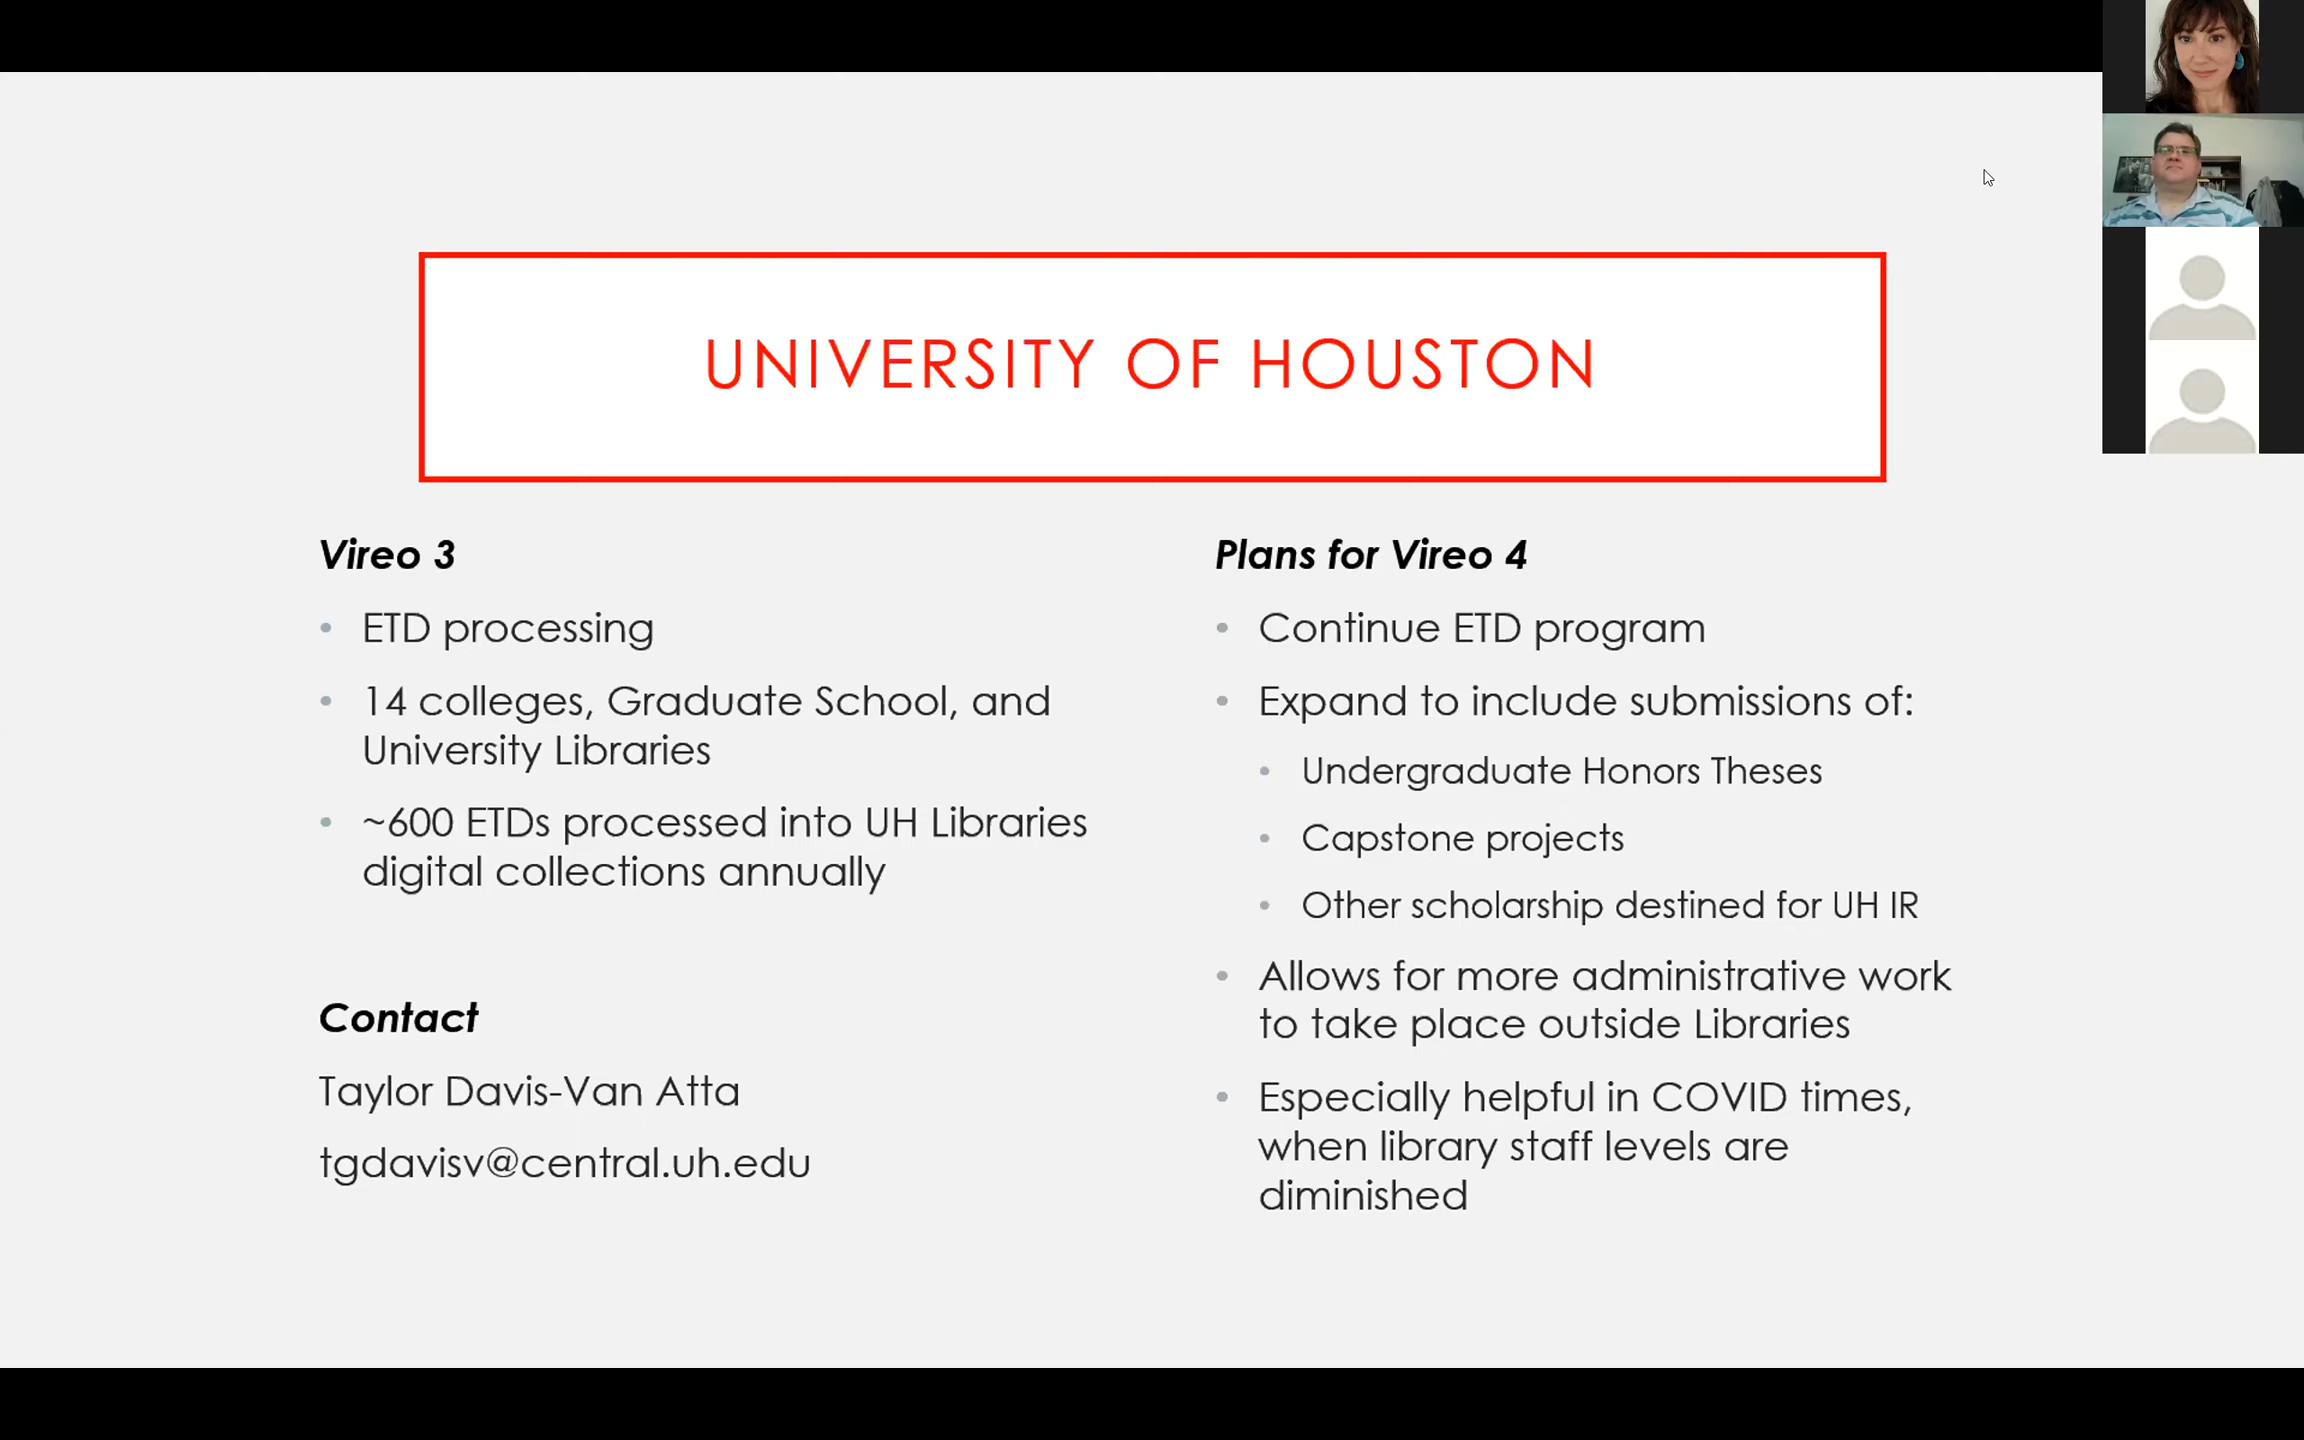 UNIVERSITY OF HOUSTON
Vireo 3
• ETD processing
• 14 colleges, Graduate School, and
University Libraries
• ~600 ETDs processed into UH Libraries
digital collections annually
Contact
Taylor Davis-Van Atta
tgdavisv@central.uh.edu
Plans for Vireo 4
• Continue ETD program
• Expand to include submissions of:
• Undergraduate Honors Theses
• Capstone projects
• Other scholarship destined for UH IR
• Allows for more administrative work
to take place outside Libraries
• Especially helpful in COVID times,
when library staff levels are
diminished